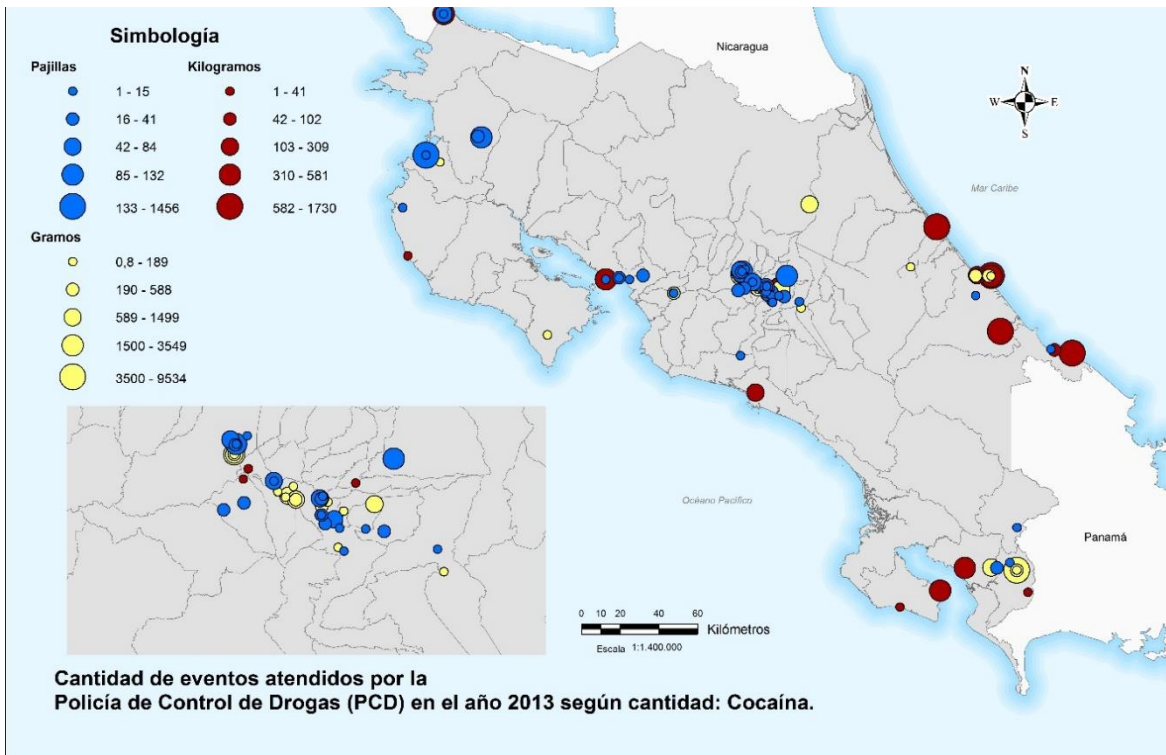 Simbología
Pajillas
1 - 15
16 - 41
42 - 84
85 - 132
133 - 1456
Kilogramos
1 - 41
42 - 102
103 - 309
310 - 581
582 - 1730
Gramos
0,8 - 189
190 - 588
589 - 1499
1500 - 3549
3500 - 9534
Nicaragua
N
W E
S
Mar Caribe
Océano Pacífico
Panamá
0 10 20 40 60
Kilómetros
Escala 1:1.400.000
Cantidad de eventos atendidos por la
Policía de Control de Drogas (PCD) en el año 2013 según cantidad: Cocaína.